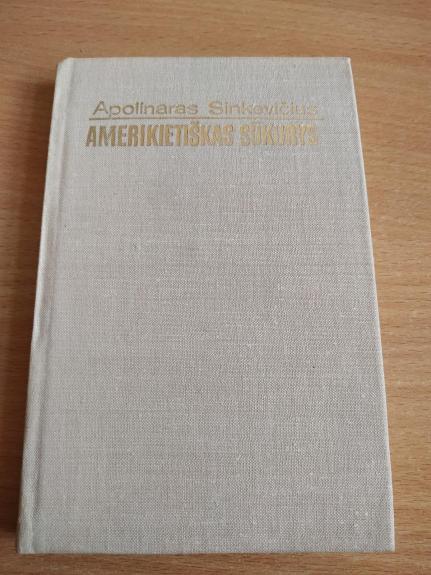 Apolinaras Sinkevičius
AMERIKIETIŠKAS SŪKURYS